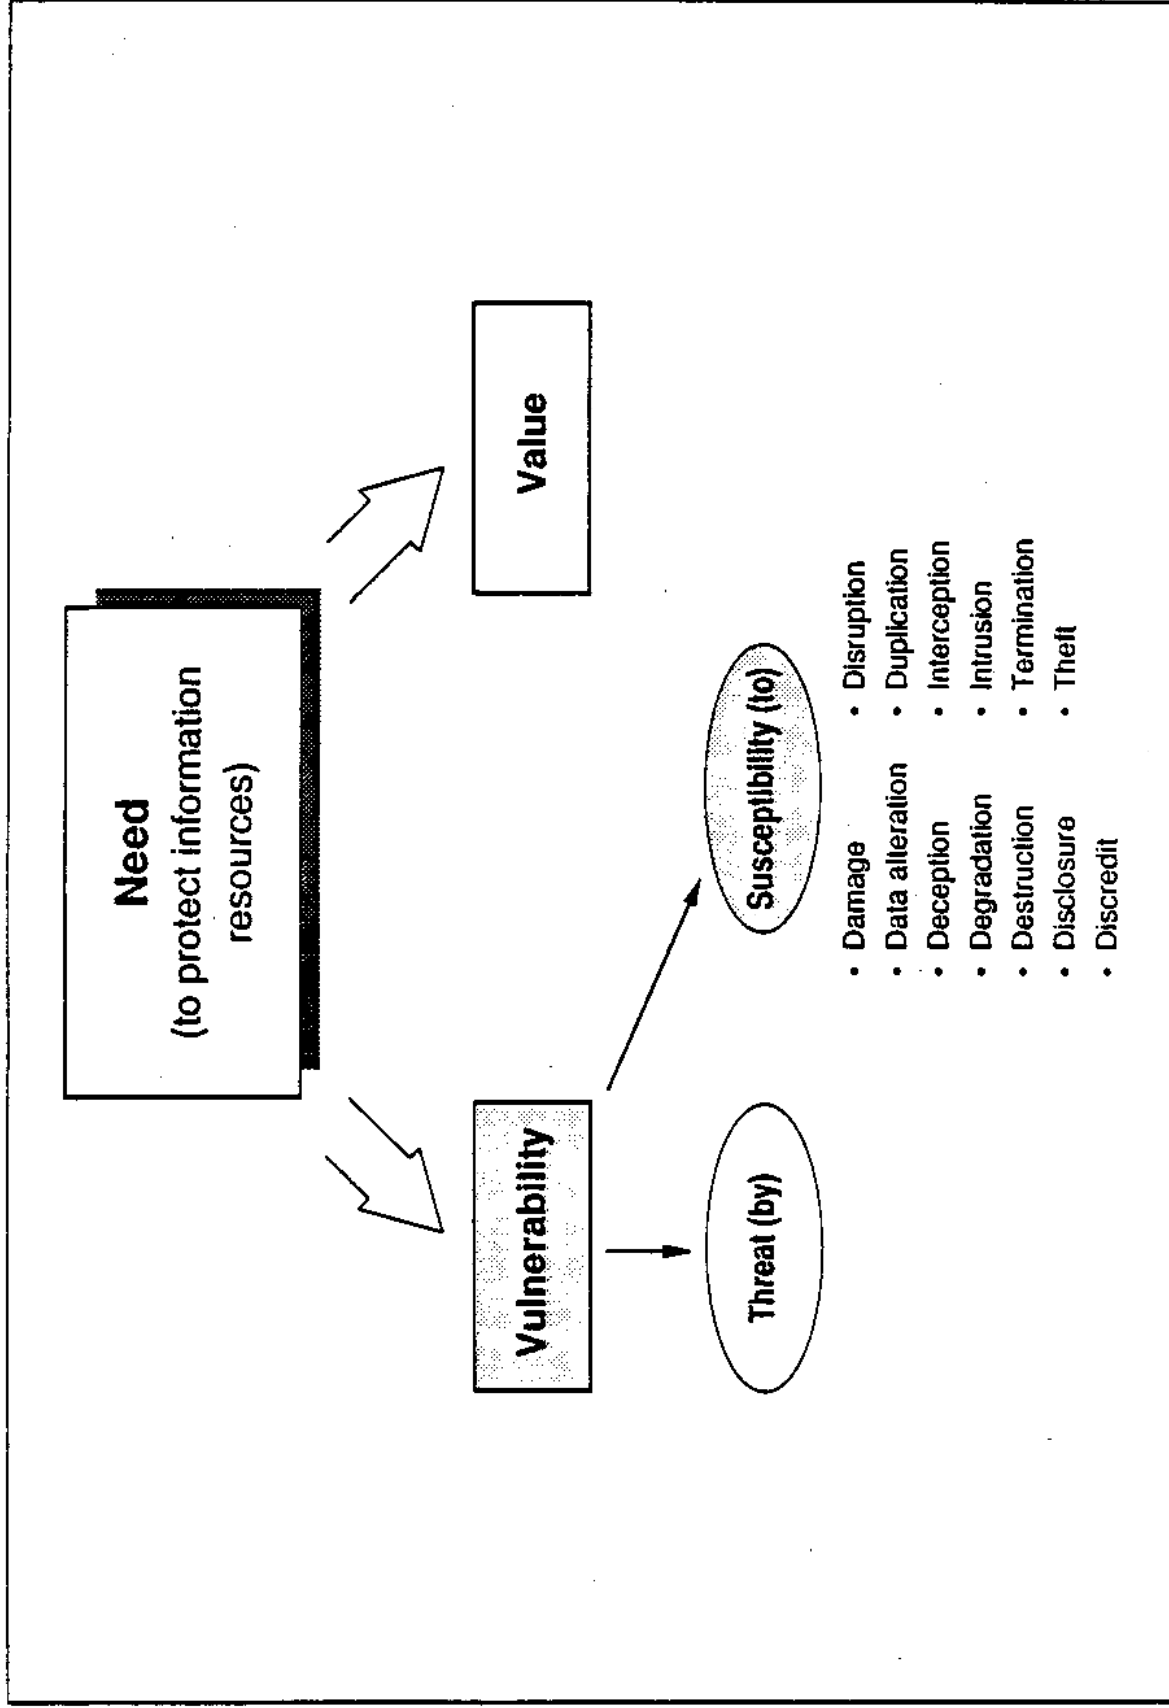 Need
(to protect information
resources)
Vulnerability
Value
Threat (by)
Susceptibility (to)
• Damage
• Data alteration
• Deception
• Degradation
• Destruction
• Disclosure
• Discredit
• Disruption
• Duplication
• Interception
• Intrusion
• Termination
• Theft